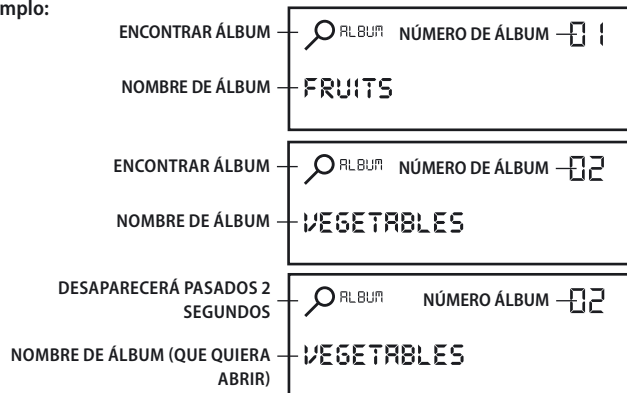 mplo:
ENCONTRAR ÁLBUM ALBUM NÚMERO DE ÁLBUM 01
NOMBRE DE ÁLBUM FRUITS
ENCONTRAR ÁLBUM ALBUM NÚMERO DE ÁLBUM 02
NOMBRE DE ÁLBUM VEGETABLES
DESAPARECERÁ PASADOS 2
SEGUNDOS ALBUM NÚMERO ÁLBUM 02
NOMBRE DE ÁLBUM (QUE QUIERA VEGETABLES
ABRIR)